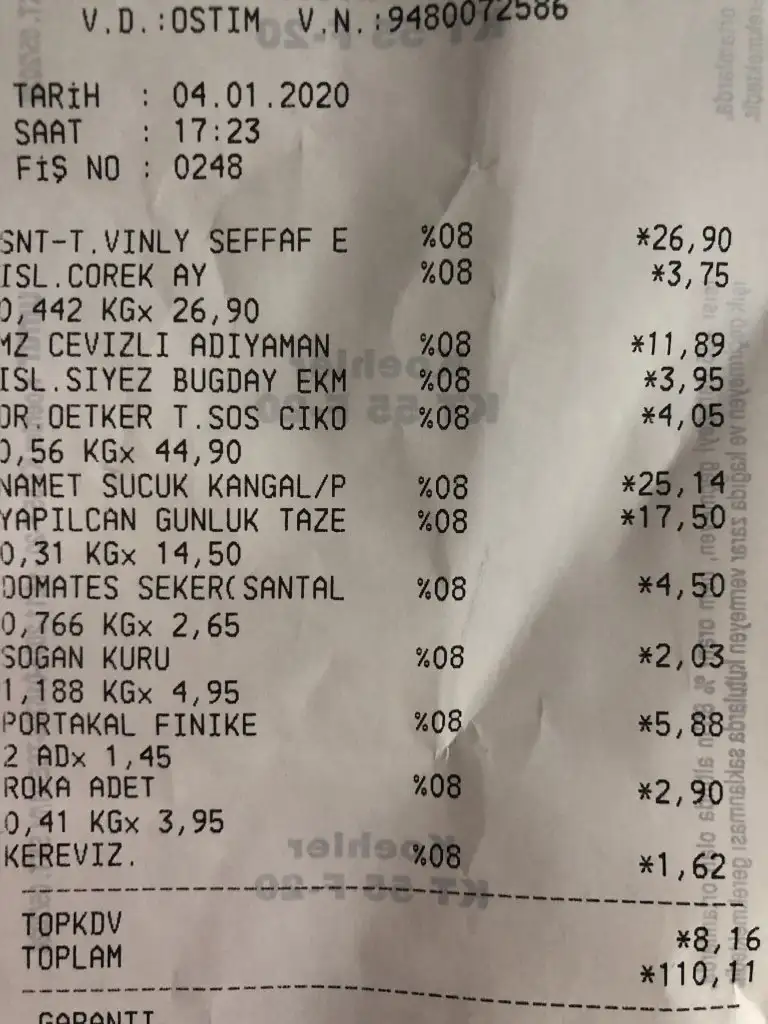 V.D.:OSTIM V.N.:9480072586
TARİH : 04.01.2020
SAAT : 17:23
FİŞ NO : 0248
SNT-T.VINLY SEFFAF E %08 *26,90
ISL.COREK AY %08 *3,75
0,442 KGx 26,90
MZ CEVIZLI ADIYAMAN %08 *11,89
ISL.SIYEZ BUGDAY EKM %08 *3,95
DR.OETKER T.SOS CIKO %08 *4,05
0,56 KGx 44,90
NAMET SUCUK KANGAL/P %08 *25,14
YAPILCAN GUNLUK TAZE %08 *17,50
0,31 KGx 14,50
DOMATES SEKER(SANTAL %08 *4,50
0,766 KGx 2,65
SOGAN KURU %08 *2,03
1,188 KGx 4,95
PORTAKAL FINIKE %08 *5,88
2 ADx 1,45
ROKA ADET %08 *2,90
0,41 KGx 3,95
KEREVIZ. %08 *1,62
TOPKDV *8,16
TOPLAM *110,11
GARANTI